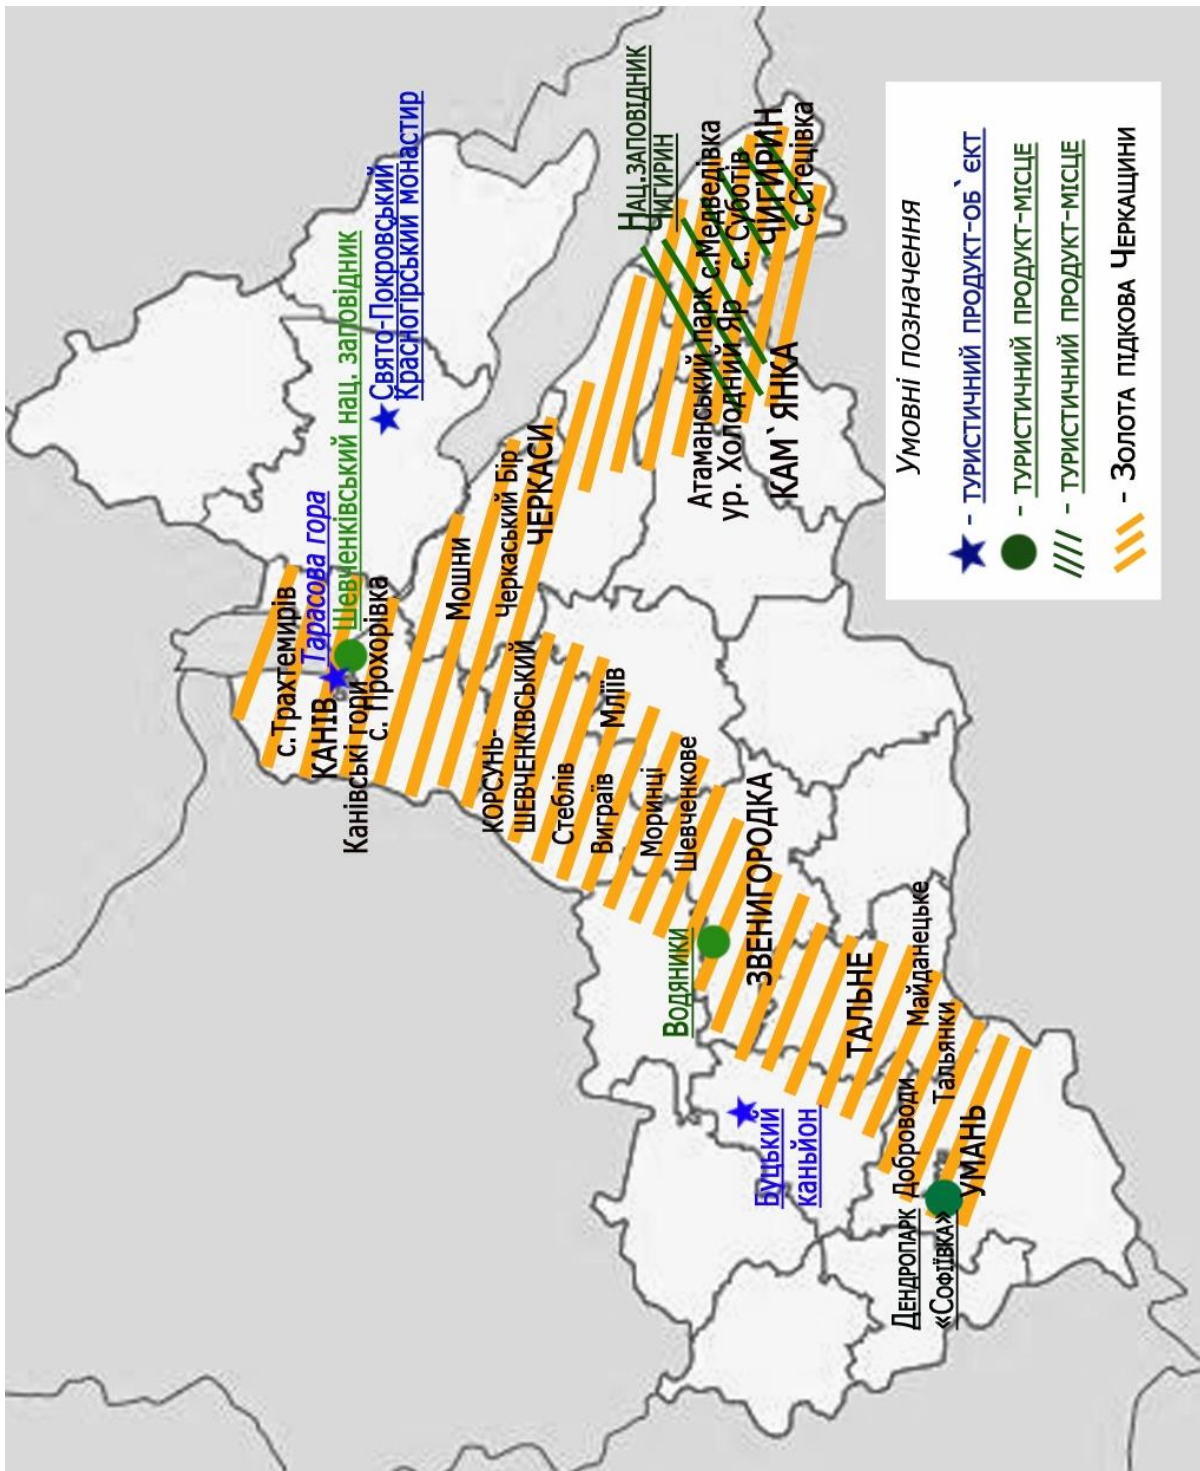 Свято-Покровський
Красногірський монастир
Тарасова гора
Шевченківський нац. заповідник
с.Трахтемирів
КАНІВ
Канівські гори
с. Прохорівка
Мошни
Черкаський Бір
ЧЕРКАСИ
КОРСУНЬ-
ШЕВЧЕНКІВСЬКИЙ
Стеблів
Виграїв
Мліїв
Моринці
Шевченкове
Водяники
ЗВЕНИГОРОДКА
Буцький
каньйон
ТАЛЬНЕ
Майданецьке
Тальянки
Доброводи
УМАНЬ
Дендропарк
«Софіївка»
Нац.заповідник
Чигирин
Атаманський парк
ур. Холодний Яр
с.Медведівка
с. Суботів
ЧИГИРИН
с.Стецівка
КАМ`ЯНКА
Умовні позначення
- туристичний продукт-об`єкт
- туристичний продукт-місце
- туристичний продукт-місце
- Золота підкова Черкащини